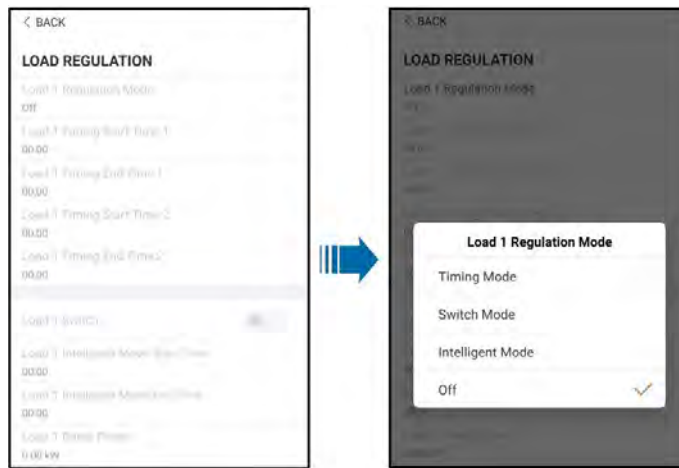 < BACK
LOAD REGULATION
Load 1 Regulation Mode
Off
Load 1 Timing Start Time 1
00:00
Load 1 Timing End Time 1
00:00
Load 1 Timing Start Time 2
00:00
Load 1 Timing End Time 2
00:00
Load 1 Switch
Load 1 Intelligent Mode Start Time
00:00
Load 1 Intelligent Mode End Time
00:00
Load 1 Rated Power
0.00 kW
< BACK
LOAD REGULATION
Load 1 Regulation Mode
Load 1 Regulation Mode
Timing Mode
Switch Mode
Intelligent Mode
Off